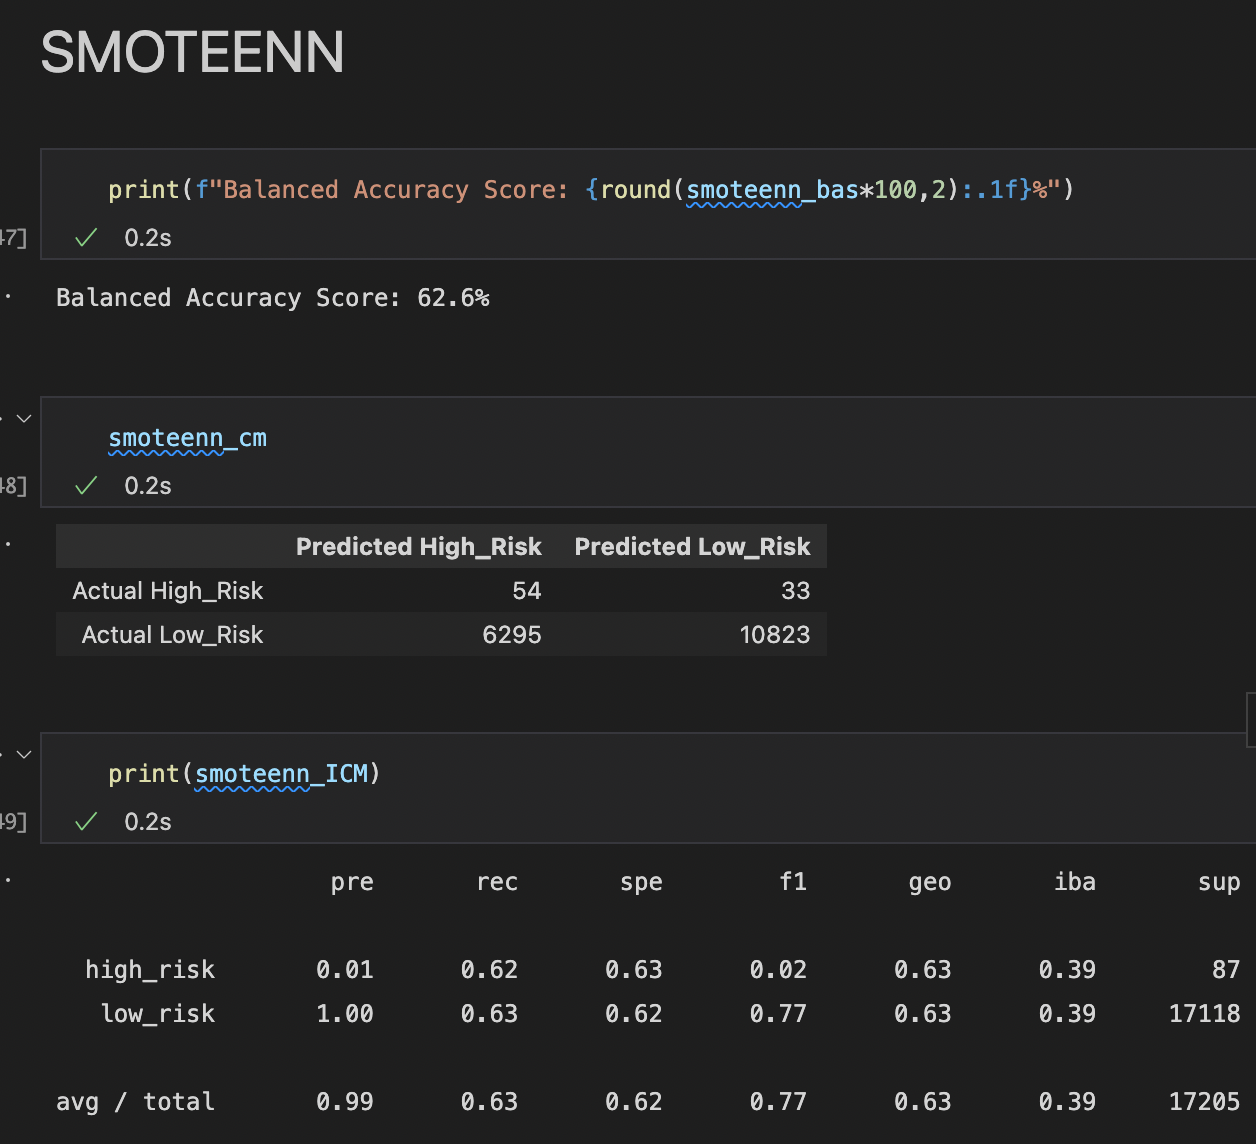 SMOTEENN
print(f"Balanced Accuracy Score: {round(smoteenn_bas*100,2):.1f}%")
47]
0.2s
Balanced Accuracy Score: 62.6%
smoteenn_cm
48]
0.2s
Predicted High_Risk Predicted Low_Risk
Actual High_Risk 54 33
Actual Low_Risk 6295 10823
print(smoteenn_ICM)
49]
0.2s
pre rec spe f1 geo iba sup
high_risk 0.01 0.62 0.63 0.02 0.63 0.39 87
low_risk 1.00 0.63 0.62 0.77 0.63 0.39 17118
avg / total 0.99 0.63 0.62 0.77 0.63 0.39 17205